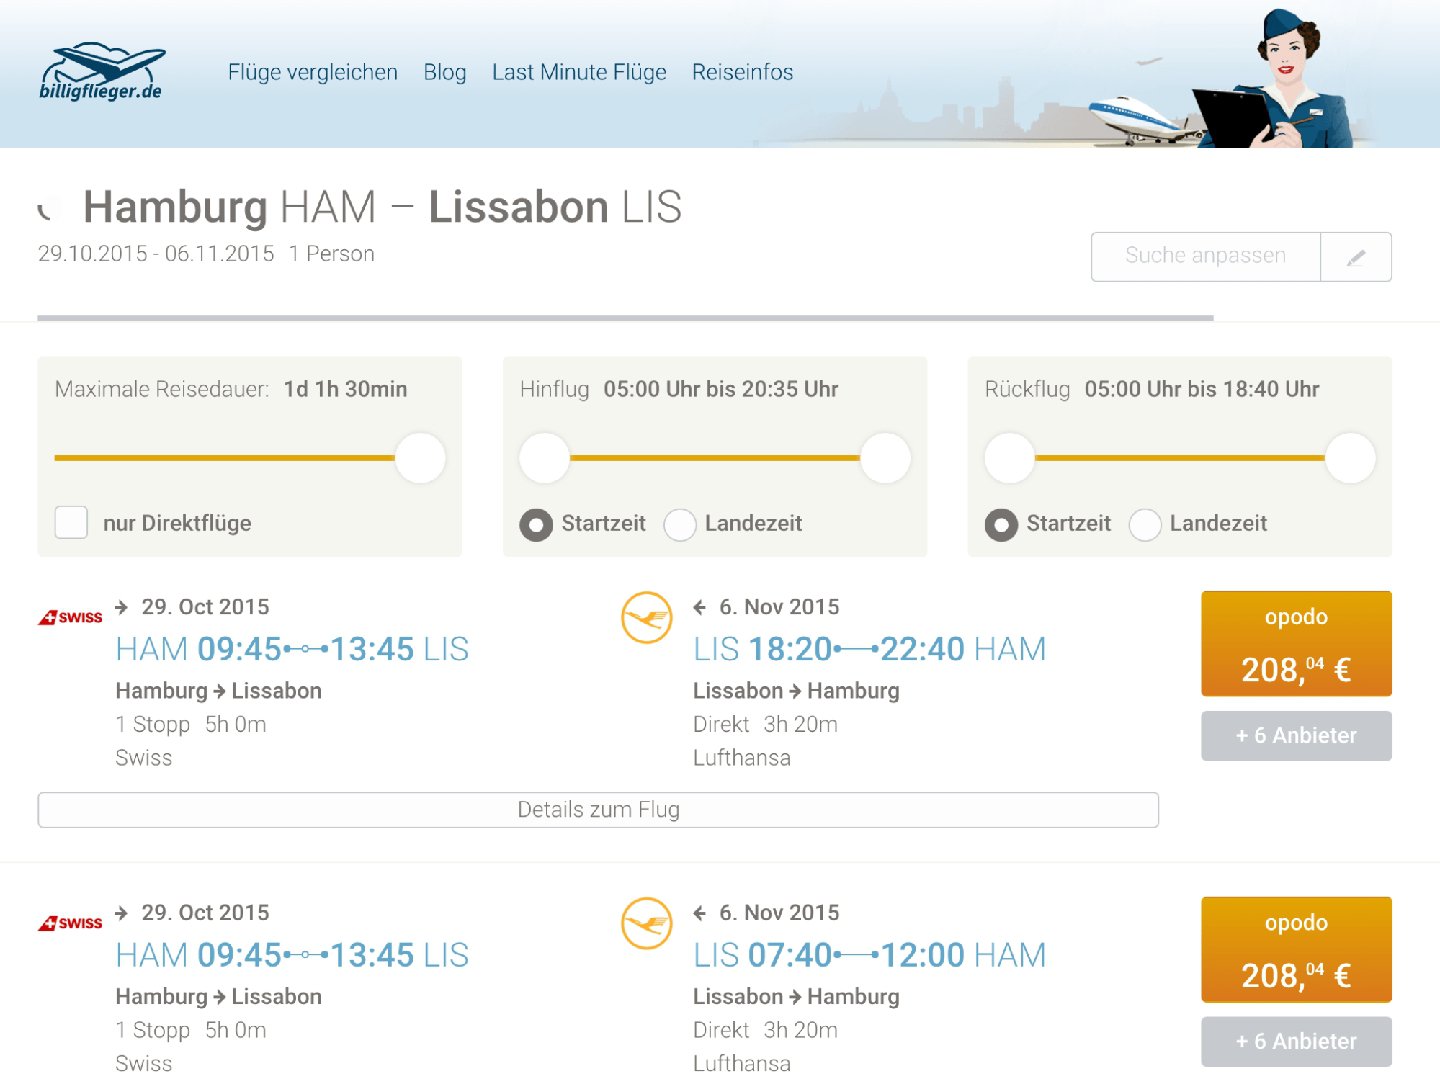 billigflieger.de
Flüge vergleichen Blog Last Minute Flüge Reiseinfos
Hamburg HAM – Lissabon LIS
29.10.2015 - 06.11.2015 1 Person
Suche anpassen
Maximale Reisedauer: 1d 1h 30min
nur Direktflüge
Hinflug 05:00 Uhr bis 20:35 Uhr
Startzeit Landezeit
Rückflug 05:00 Uhr bis 18:40 Uhr
Startzeit Landezeit
SWISS
→ 29. Oct 2015
HAM 09:45 13:45 LIS
Hamburg → Lissabon
1 Stopp 5h 0m
Swiss
← 6. Nov 2015
LIS 18:20 22:40 HAM
Lissabon → Hamburg
Direkt 3h 20m
Lufthansa
opodo
208,04 €
+ 6 Anbieter
Details zum Flug
SWISS
→ 29. Oct 2015
HAM 09:45 13:45 LIS
Hamburg → Lissabon
1 Stopp 5h 0m
Swiss
← 6. Nov 2015
LIS 07:40 12:00 HAM
Lissabon → Hamburg
Direkt 3h 20m
Lufthansa
opodo
208,04 €
+ 6 Anbieter